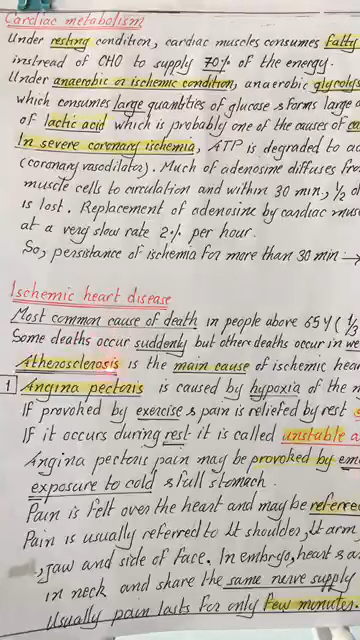 Cardiac metabolism
Under resting condition, cardiac muscles consumes fatty
instread of CHO to supply 70% of the energy.
Under anaerobic or ischemic condition, anaerobic glycolys
which consumes large quantities of glucose & forms large
of lactic acid which is probably one of the causes of ca
In severe coronary ischemia, ATP is degraded to ad
(coronary vasodilator). Much of adenosine diffuses fro
muscle cells to circulation and within 30 min, 1/2 o
is lost. Replacement of adenosine by cardiac mus
at a very slow rate 2% per hour.
So, persistance of ischemia for more than 30 min →
Ischemic heart disease
Most common cause of death in people above 65 y ( 1/3
Some deaths occur suddenly but other deaths occur in we
Atherosclerosis is the main cause of ischemic hear
1 Angina pectoris is caused by hypoxia of the m
If provoked by exercise & pain is reliefed by rest
If it occurs during rest it is called unstable a
Angina pectoris pain may be provoked by emo
exposure to cold & full stomach.
Pain is felt over the heart and may be referre
Pain is usually referred to lt shoulder, lt arm
, jaw and side of face. In embryo, heart & a
in neck and share the same nerve supply
Usually pain lasts for only few minutes.